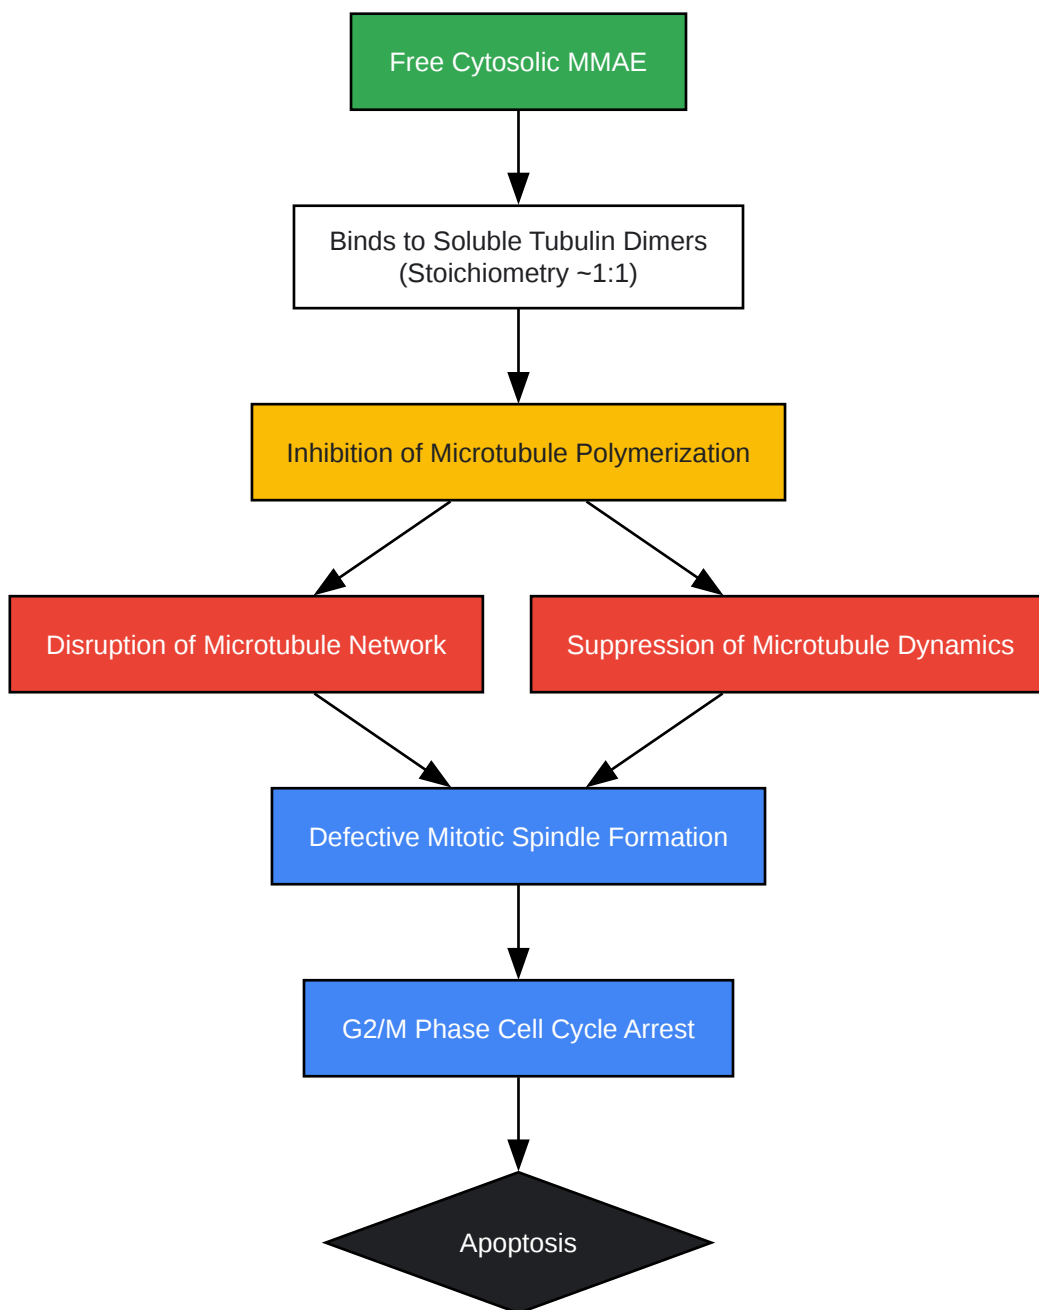 Free Cytosolic MMAE
Binds to Soluble Tubulin Dimers
(Stoichiometry ~1:1)
Inhibition of Microtubule Polymerization
Disruption of Microtubule Network
Suppression of Microtubule Dynamics
Defective Mitotic Spindle Formation
G2/M Phase Cell Cycle Arrest
Apoptosis